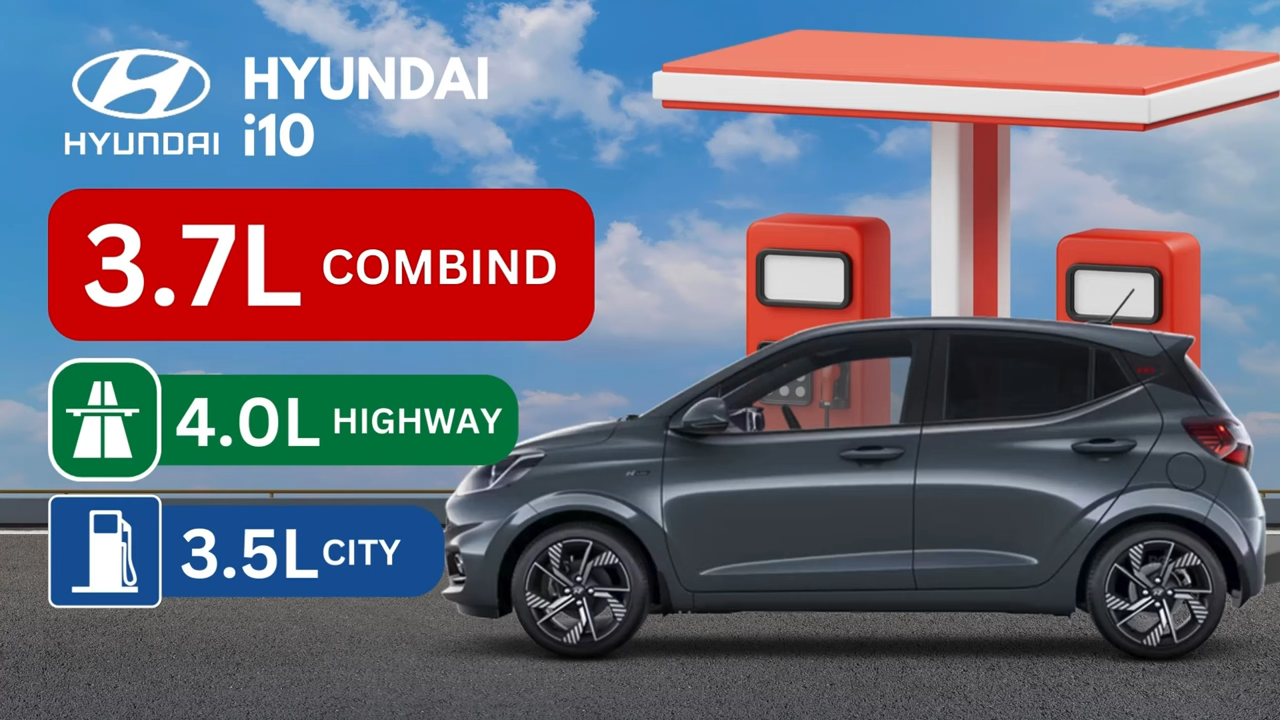 HYUNDAI
HYUNDAI
i10
3.7L COMBIND
4.0L HIGHWAY
3.5L CITY